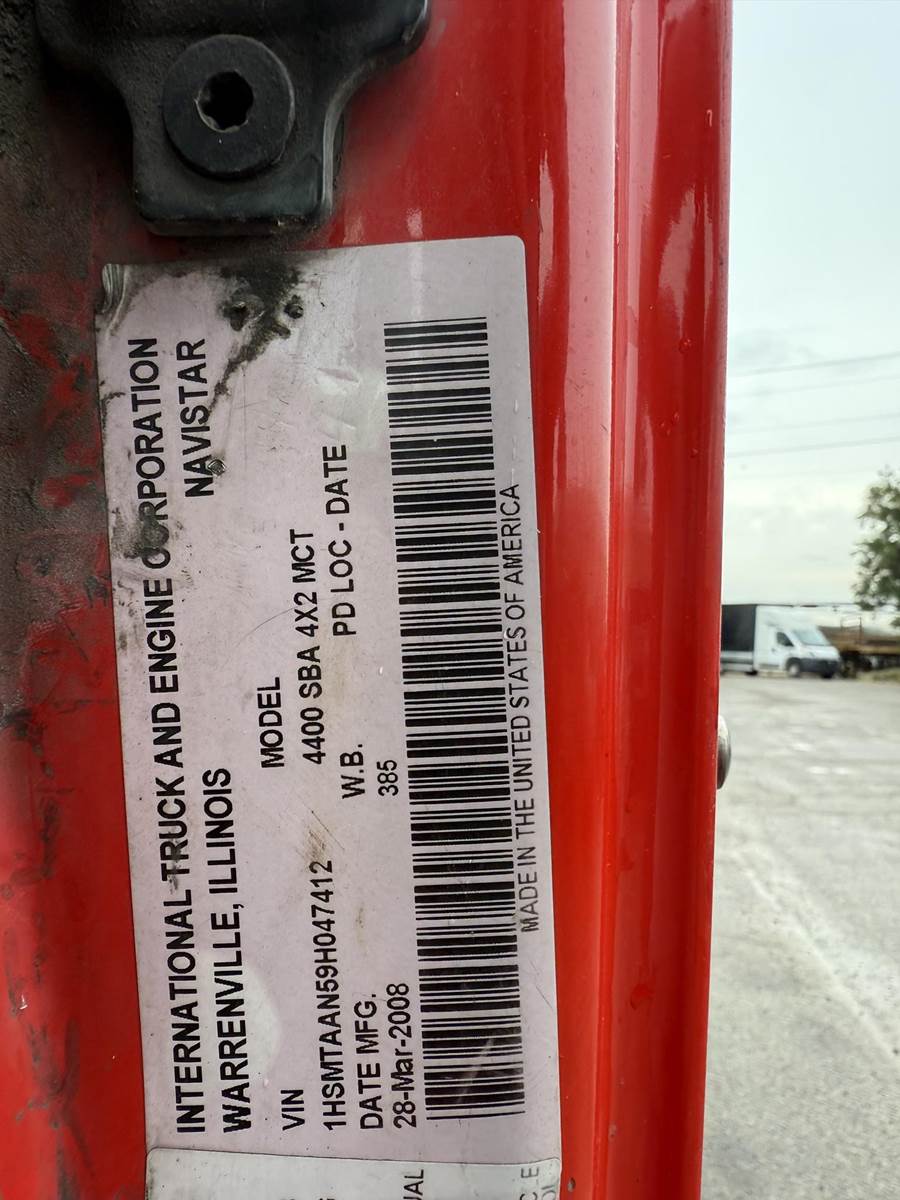 INTERNATIONAL TRUCK AND ENGINE CORPORATION
WARRENVILLE, ILLINOIS NAVISTAR
VIN MODEL
1HSMTAAN59H047412 4400 SBA 4X2 MCT
DATE MFG. W.B. PD LOC - DATE
28-Mar-2008 385
MADE IN THE UNITED STATES OF AMERICA